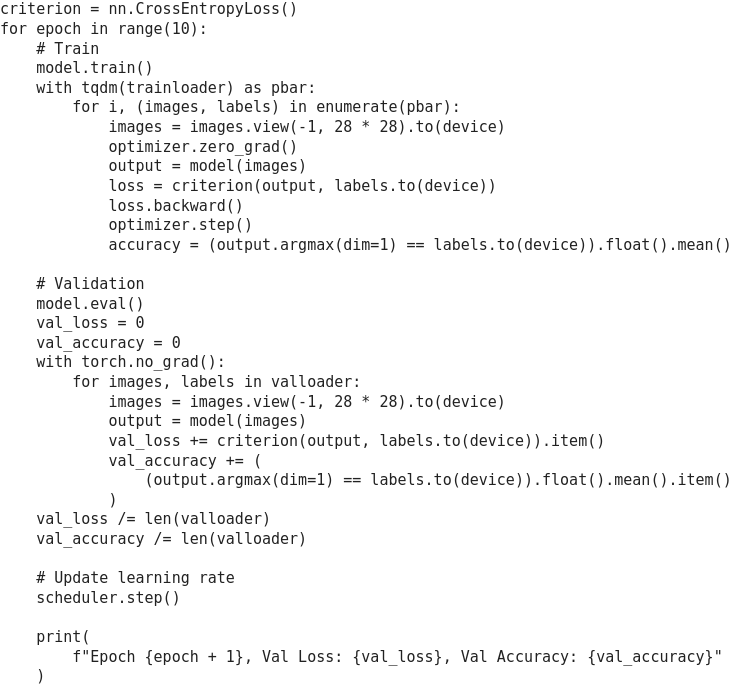 criterion = nn.CrossEntropyLoss()
for epoch in range(10):
    # Train
    model.train()
    with tqdm(trainloader) as pbar:
        for i, (images, labels) in enumerate(pbar):
            images = images.view(-1, 28 * 28).to(device)
            optimizer.zero_grad()
            output = model(images)
            loss = criterion(output, labels.to(device))
            loss.backward()
            optimizer.step()
            accuracy = (output.argmax(dim=1) == labels.to(device)).float().mean()

    # Validation
    model.eval()
    val_loss = 0
    val_accuracy = 0
    with torch.no_grad():
        for images, labels in valloader:
            images = images.view(-1, 28 * 28).to(device)
            output = model(images)
            val_loss += criterion(output, labels.to(device)).item()
            val_accuracy += (
                (output.argmax(dim=1) == labels.to(device)).float().mean().item()
            )
    val_loss /= len(valloader)
    val_accuracy /= len(valloader)

    # Update learning rate
    scheduler.step()

    print(
        f"Epoch {epoch + 1}, Val Loss: {val_loss}, Val Accuracy: {val_accuracy}"
    )